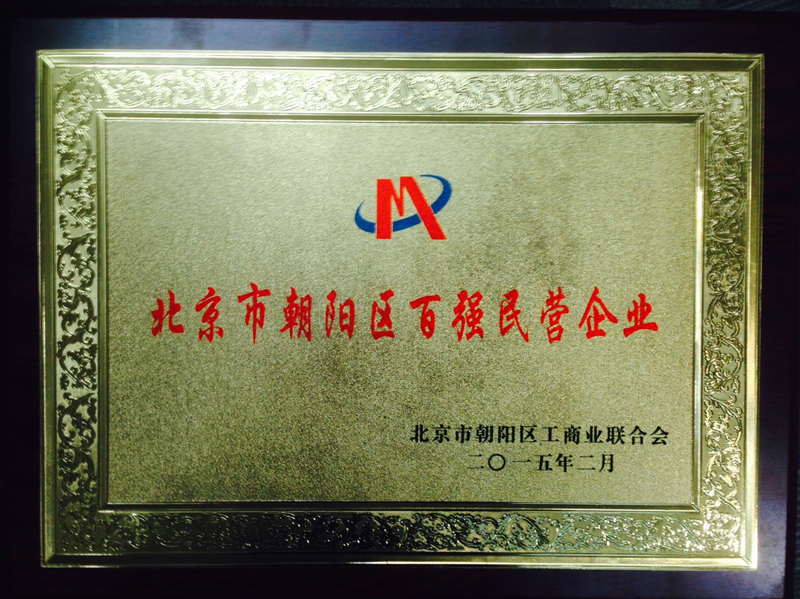 北京市朝阳区百强民营企业
北京市朝阳区工商业联合会
二〇一五年二月